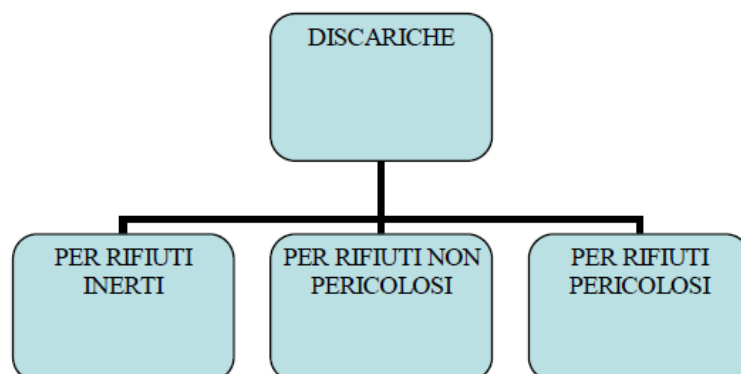 DISCARICHE
PER RIFIUTI
INERTI
PER RIFIUTI NON
PERICOLOSI
PER RIFIUTI
PERICOLOSI